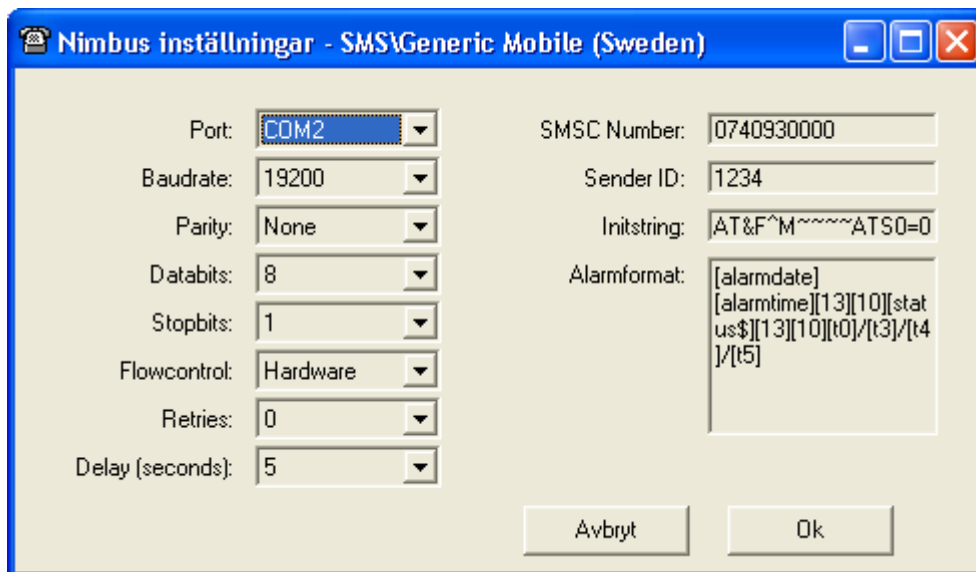 Nimbus inställningar - SMS\Generic Mobile (Sweden)
Port: COM2
Baudrate: 19200
Parity: None
Databits: 8
Stopbits: 1
Flowcontrol: Hardware
Retries: 0
Delay (seconds): 5
SMSC Number: 0740930000
Sender ID: 1234
Initstring: AT&F^M~~~~ATS0=0
Alarmformat: [alarmdate]
[alarmtime][13][10][stat
us$][13][10][t0]/[t3]/[t4
]/[t5]
Avbryt
Ok